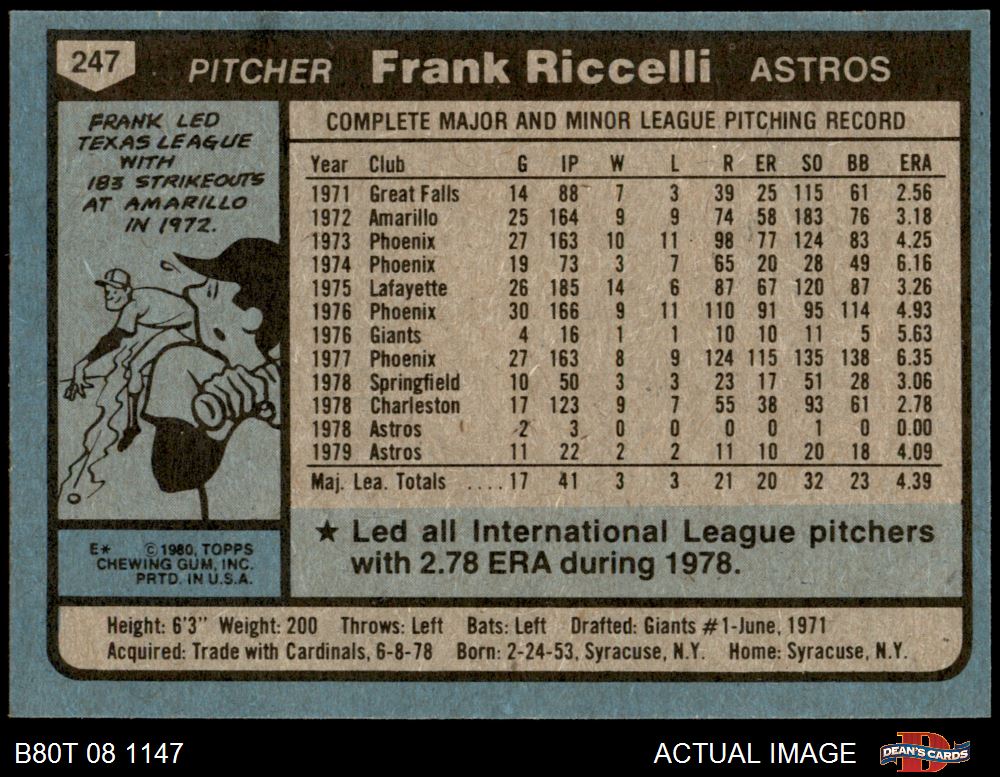 247 PITCHER Frank Riccelli ASTROS
FRANK LED
TEXAS LEAGUE
WITH
183 STRIKEOUTS
AT AMARILLO
IN 1972.
COMPLETE MAJOR AND MINOR LEAGUE PITCHING RECORD
Year Club G IP W L R ER SO BB ERA
1971 Great Falls 14 88 7 3 39 25 115 61 2.56
1972 Amarillo 25 164 9 9 74 58 183 76 3.18
1973 Phoenix 27 163 10 11 98 77 124 83 4.25
1974 Phoenix 19 73 3 7 65 20 28 49 6.16
1975 Lafayette 26 185 14 6 87 67 120 87 3.26
1976 Phoenix 30 166 9 11 110 91 95 114 4.93
1976 Giants 4 16 1 1 10 10 11 5 5.63
1977 Phoenix 27 163 8 9 124 115 135 138 6.35
1978 Springfield 10 50 3 3 23 17 51 28 3.06
1978 Charleston 17 123 9 7 55 38 93 61 2.78
1978 Astros 2 3 0 0 0 0 1 0 0.00
1979 Astros 11 22 2 2 11 10 20 18 4.09
Maj. Lea. Totals ....17 41 3 3 21 20 32 23 4.39
★ Led all International League pitchers
with 2.78 ERA during 1978.
E* © 1980, TOPPS
CHEWING GUM, INC.
PRTD. IN U.S.A.
Height: 6'3" Weight: 200 Throws: Left Bats: Left Drafted: Giants #1-June, 1971
Acquired: Trade with Cardinals, 6-8-78 Born: 2-24-53, Syracuse, N.Y. Home: Syracuse, N.Y.
B80T 08 1147 ACTUAL IMAGE DEAN'S CARDS